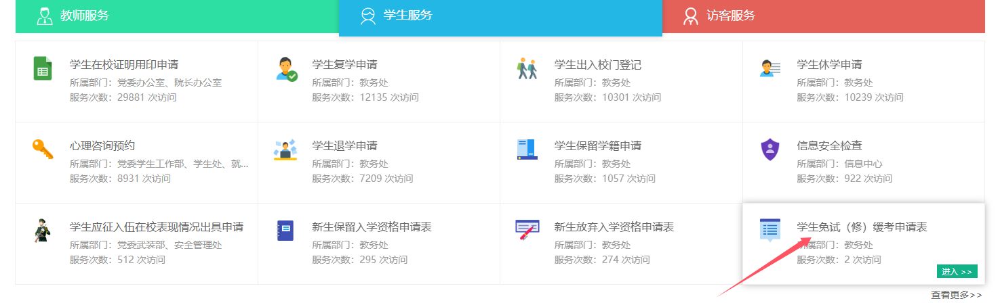 教师服务
学生服务
访客服务
学生在校证明用印申请
所属部门：党委办公室、院长办公室
服务次数：29881 次访问
学生复学申请
所属部门：教务处
服务次数：12135 次访问
学生出入校门登记
所属部门：教务处
服务次数：10301 次访问
学生休学申请
所属部门：教务处
服务次数：10239 次访问
心理咨询预约
所属部门：党委学生工作部、学生处、就...
服务次数：8931 次访问
学生退学申请
所属部门：教务处
服务次数：7209 次访问
学生保留学籍申请
所属部门：教务处
服务次数：1057 次访问
信息安全检查
所属部门：信息中心
服务次数：922 次访问
学生应征入伍在校表现情况出具申请
所属部门：党委武装部、安全管理处
服务次数：512 次访问
新生保留入学资格申请表
所属部门：教务处
服务次数：295 次访问
新生放弃入学资格申请表
所属部门：教务处
服务次数：274 次访问
学生免试（修）缓考申请表
所属部门：教务处
服务次数：2 次访问
进入 >>
查看更多>>